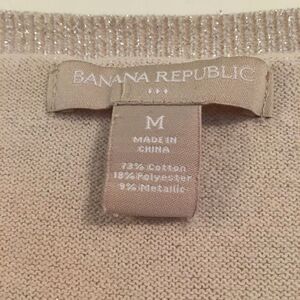 BANANA REPUBLIC
M
MADE IN
CHINA
73% Cotton
18% Polyester
9% Metallic